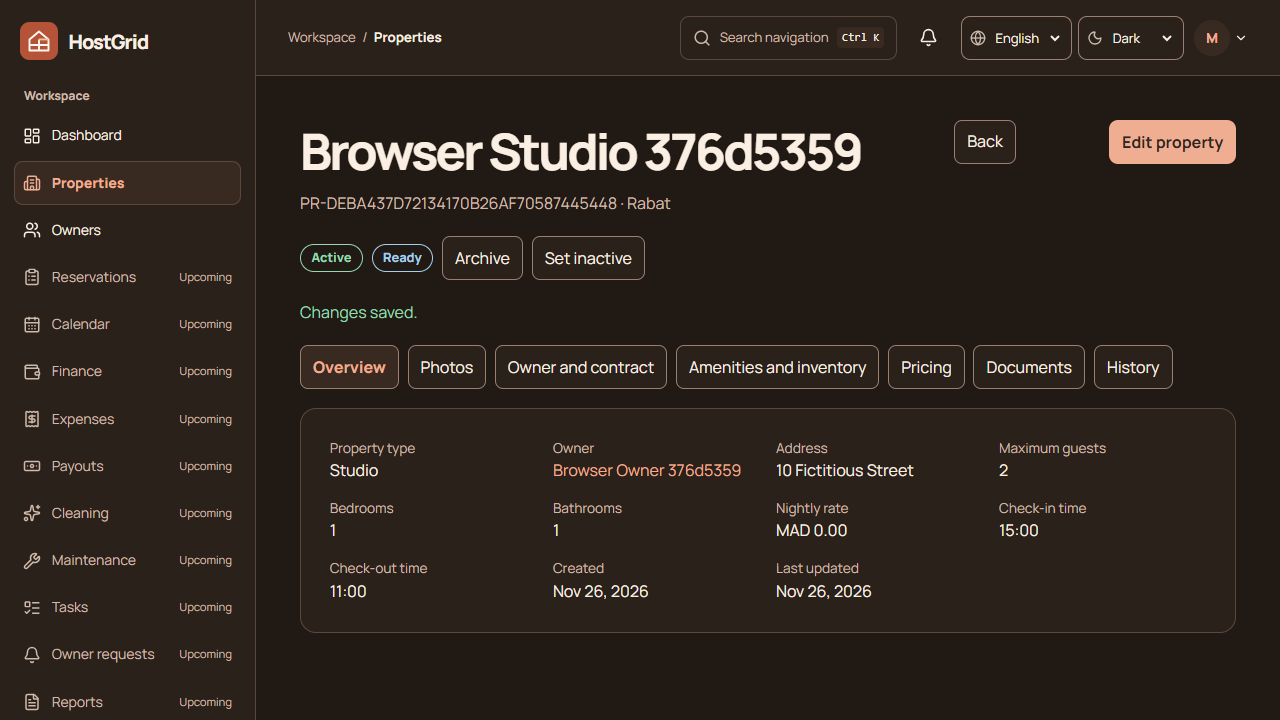 HostGrid
Workspace
Dashboard
Properties
Owners
Reservations Upcoming
Calendar Upcoming
Finance Upcoming
Expenses Upcoming
Payouts Upcoming
Cleaning Upcoming
Maintenance Upcoming
Tasks Upcoming
Owner requests Upcoming
Reports Upcoming
Workspace / Properties
Search navigation Ctrl K
English
Dark
M
Browser Studio 376d5359
Back
Edit property
PR-DEBA437D72134170B26AF70587445448 · Rabat
Active Ready Archive Set inactive
Changes saved.
Overview Photos Owner and contract Amenities and inventory Pricing Documents History
Property type Owner Address Maximum guests
Studio Browser Owner 376d5359 10 Fictitious Street 2
Bedrooms Bathrooms Nightly rate Check-in time
1 1 MAD 0.00 15:00
Check-out time Created Last updated
11:00 Nov 26, 2026 Nov 26, 2026